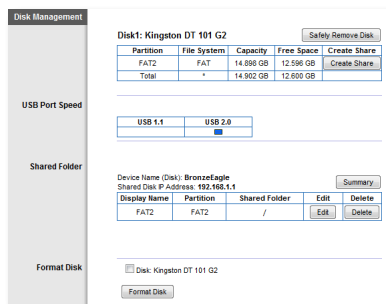 Disk Management
Disk1: Kingston DT 101 G2 Safely Remove Disk
Partition File System Capacity Free Space Create Share
FAT2 FAT 14.898 GB 12.596 GB Create Share
Total * 14.902 GB 12.600 GB
USB Port Speed
USB 1.1 USB 2.0
Shared Folder
Device Name (Disk): BronzeEagle
Shared Disk IP Address: 192.168.1.1 Summary
Display Name Partition Shared Folder Edit Delete
FAT2 FAT2 / Edit Delete
Format Disk
Disk: Kingston DT 101 G2
Format Disk